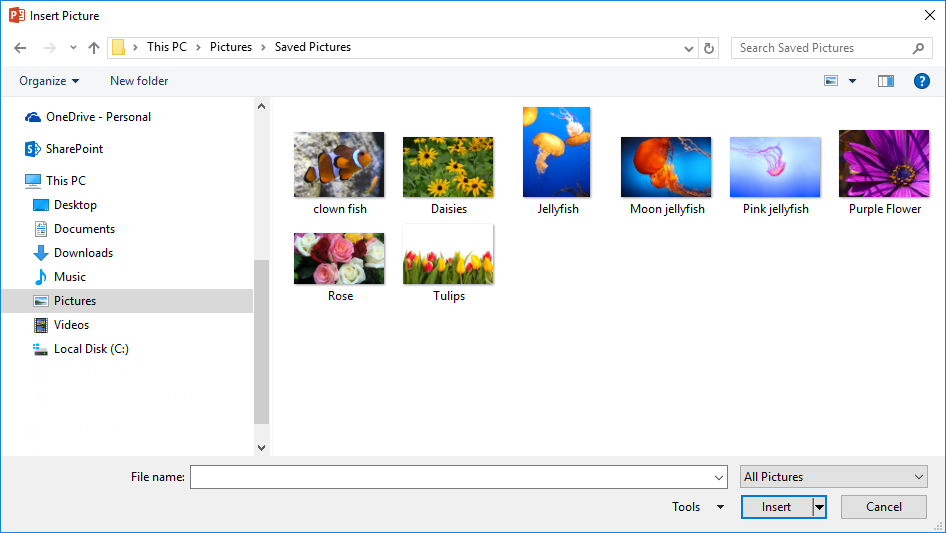 Insert Picture
This PC > Pictures > Saved Pictures
Search Saved Pictures
Organize
New folder
OneDrive - Personal
SharePoint
This PC
Desktop
Documents
Downloads
Music
Pictures
Videos
Local Disk (C:)
clown fish
Daisies
Jellyfish
Moon jellyfish
Pink jellyfish
Purple Flower
Rose
Tulips
File name:
All Pictures
Tools
Insert
Cancel